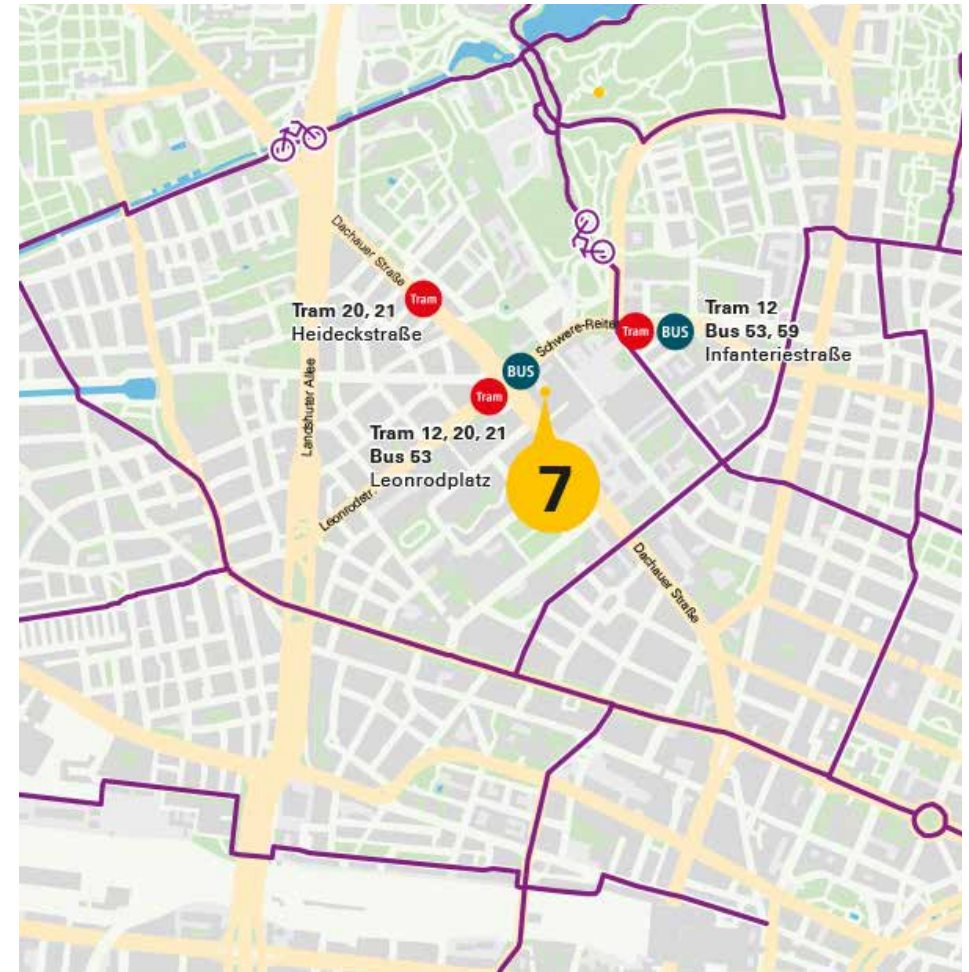 Dachauer Straße
Tram
Tram 20, 21
Heideckstraße
Schwere-Reite
Tram
BUS
Tram 12
Bus 53, 59
Infanteriestraße
BUS
Tram
Landshuter Allee
Tram 12, 20, 21
Bus 53
Leonrodplatz
7
Leonrodstr.
Dachauer Straße